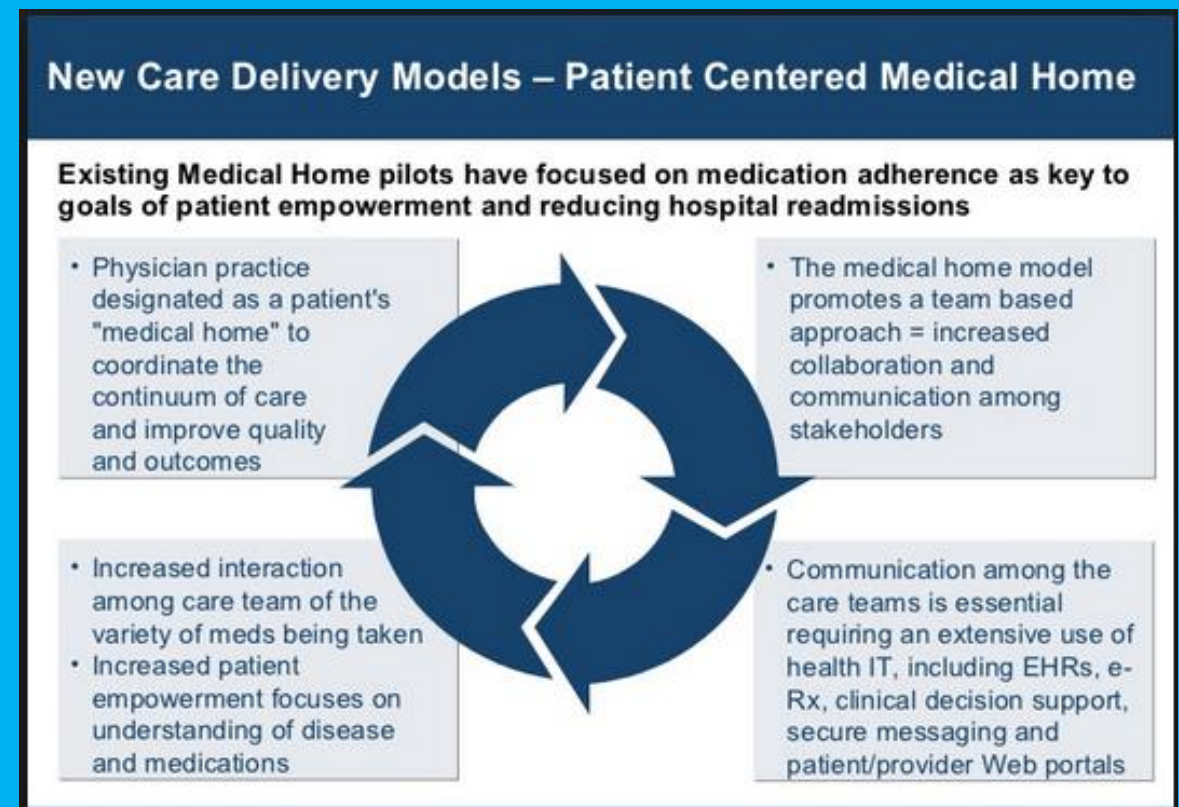 New Care Delivery Models – Patient Centered Medical Home
Existing Medical Home pilots have focused on medication adherence as key to
goals of patient empowerment and reducing hospital readmissions
• Physician practice
designated as a patient's
"medical home" to
coordinate the
continuum of care
and improve quality
and outcomes
• The medical home model
promotes a team based
approach = increased
collaboration and
communication among
stakeholders
• Increased interaction
among care team of the
variety of meds being taken
• Increased patient
empowerment focuses on
understanding of disease
and medications
• Communication among the
care teams is essential
requiring an extensive use of
health IT, including EHRs, e-
Rx, clinical decision support,
secure messaging and
patient/provider Web portals